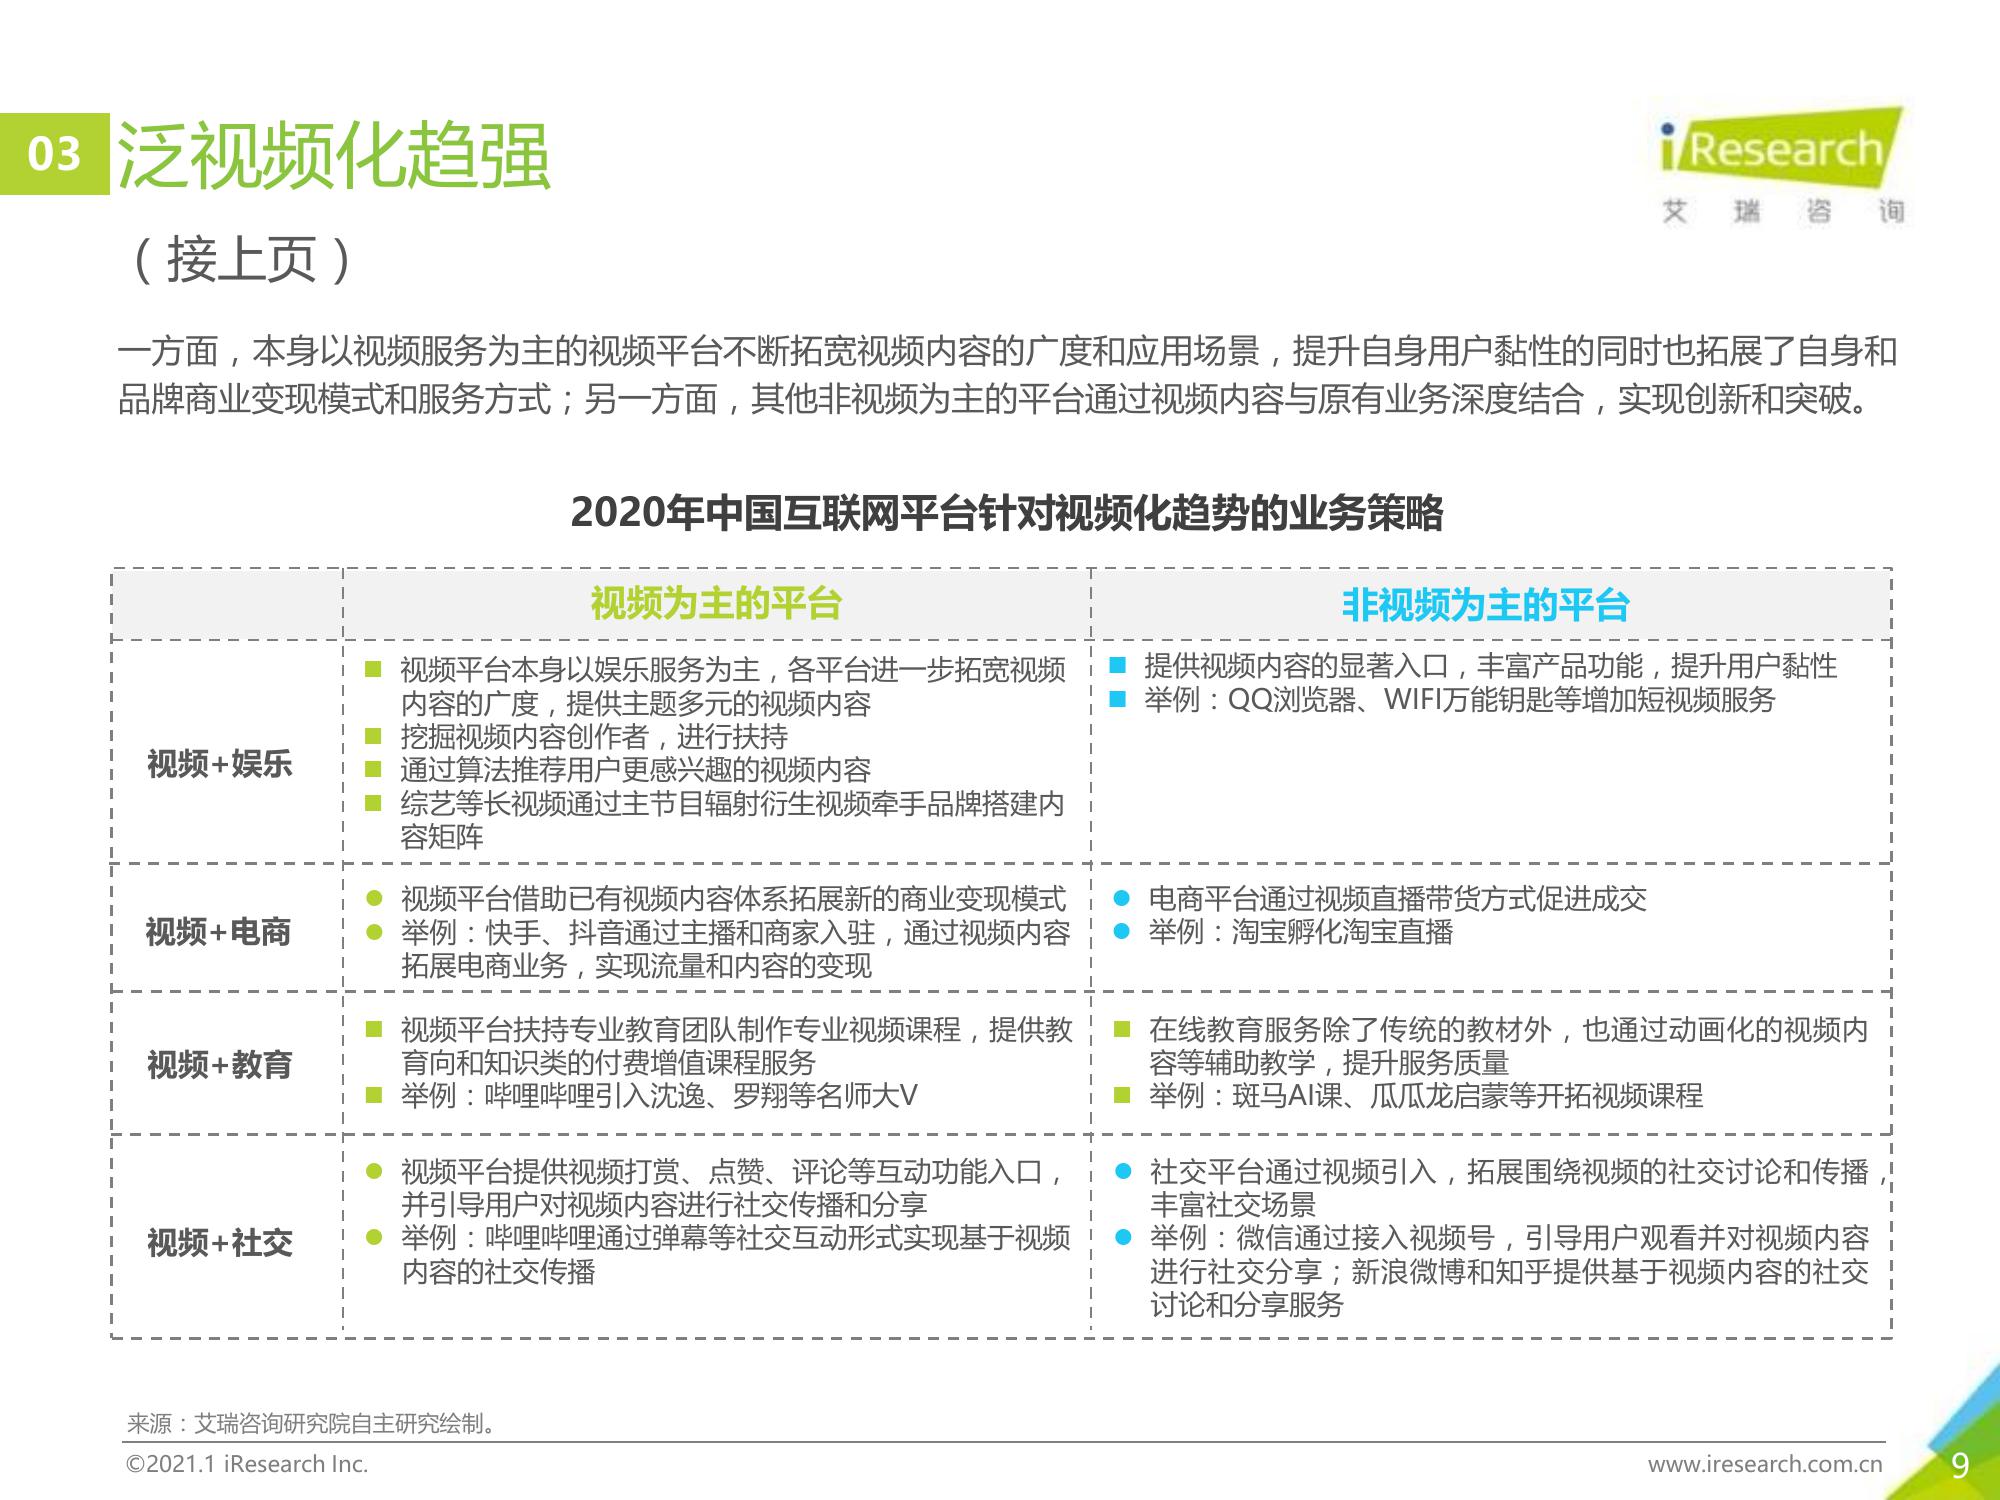 03 泛视频化趋强
iResearch
艾瑞咨询
（接上页）
一方面，本身以视频服务为主的视频平台不断拓宽视频内容的广度和应用场景，提升自身用户黏性的同时也拓展了自身和
品牌商业变现模式和服务方式；另一方面，其他非视频为主的平台通过视频内容与原有业务深度结合，实现创新和突破。
2020年中国互联网平台针对视频化趋势的业务策略
视频为主的平台
非视频为主的平台
视频+娱乐
视频平台本身以娱乐服务为主，各平台进一步拓宽视频
内容的广度，提供主题多元的视频内容
挖掘视频内容创作者，进行扶持
通过算法推荐用户更感兴趣的视频内容
综艺等长视频通过主节目辐射衍生视频牵手品牌搭建内
容矩阵
提供视频内容的显著入口，丰富产品功能，提升用户黏性
举例：QQ浏览器、WIFI万能钥匙等增加短视频服务
视频+电商
视频平台借助已有视频内容体系拓展新的商业变现模式
举例：快手、抖音通过主播和商家入驻，通过视频内容
拓展电商业务，实现流量和内容的变现
电商平台通过视频直播带货方式促进成交
举例：淘宝孵化淘宝直播
视频+教育
视频平台扶持专业教育团队制作专业视频课程，提供教
育向和知识类的付费增值课程服务
举例：哔哩哔哩引入沈逸、罗翔等名师大V
在线教育服务除了传统的教材外，也通过动画化的视频内
容等辅助教学，提升服务质量
举例：斑马AI课、瓜瓜龙启蒙等开拓视频课程
视频+社交
视频平台提供视频打赏、点赞、评论等互动功能入口，
并引导用户对视频内容进行社交传播和分享
举例：哔哩哔哩通过弹幕等社交互动形式实现基于视频
内容的社交传播
社交平台通过视频引入，拓展围绕视频的社交讨论和传播，
丰富社交场景
举例：微信通过接入视频号，引导用户观看并对视频内容
进行社交分享；新浪微博和知乎提供基于视频内容的社交
讨论和分享服务
来源：艾瑞咨询研究院自主研究绘制。
©2021.1 iResearch Inc.
www.iresearch.com.cn
9